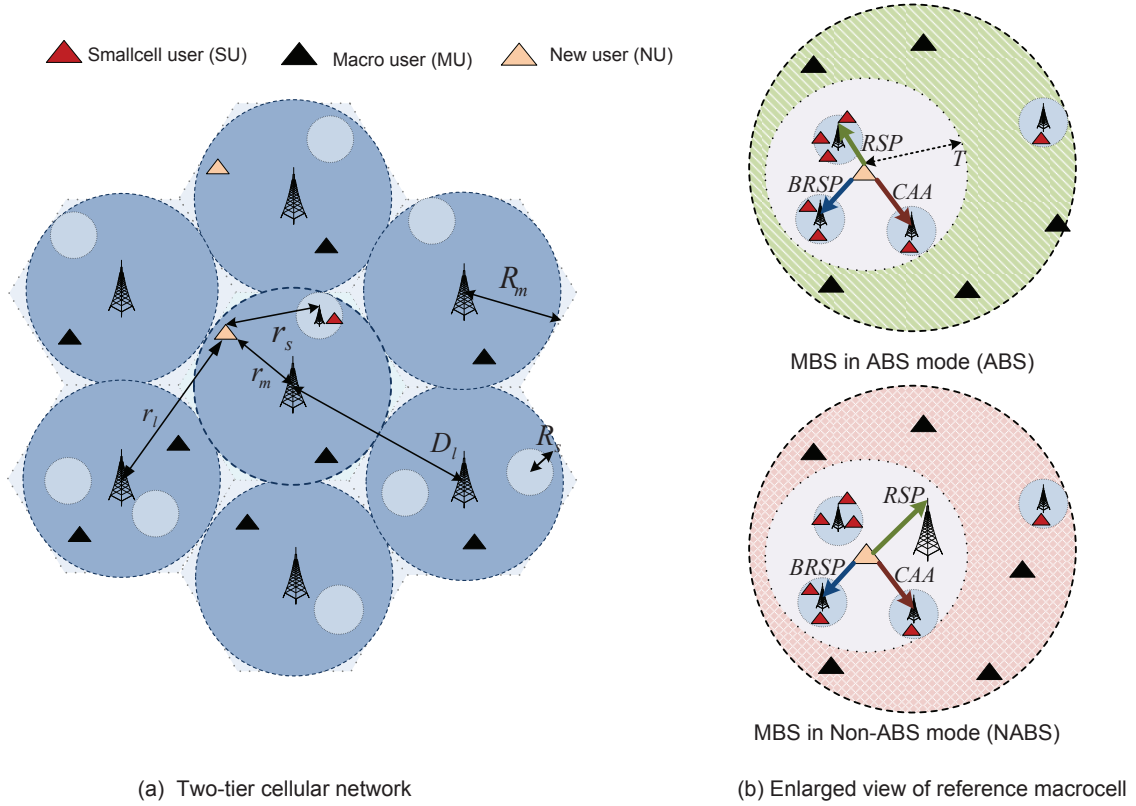 Smallcell user (SU)
Macro user (MU)
New user (NU)
R_m
r_s
r_m
r_l
D_l
R
(a) Two-tier cellular network
RSP
T
BRSP
CAA
MBS in ABS mode (ABS)
RSP
BRSP
CAA
MBS in Non-ABS mode (NABS)
(b) Enlarged view of reference macrocell